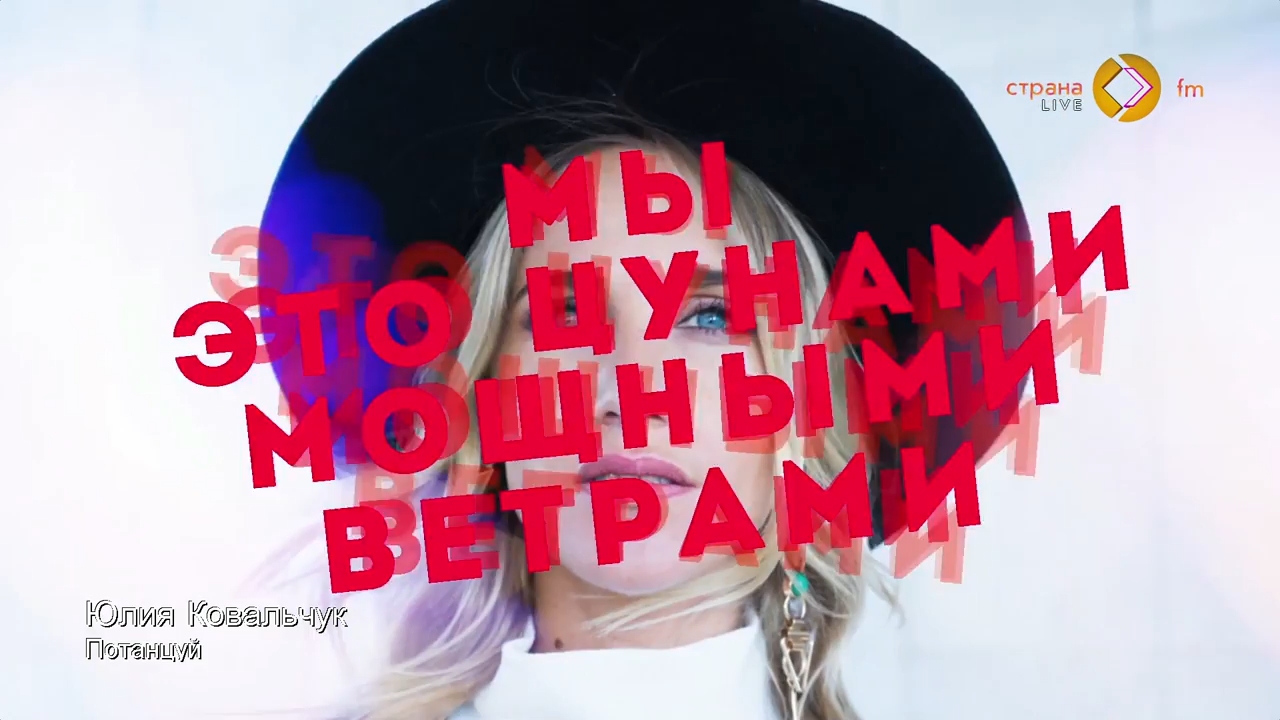 страна fm
LIVE
МЫ
ЭТО ЦУНАМИ
МОЩНЫМИ
ВЕТРАМИ
Юлия Ковальчук
Потанцуй